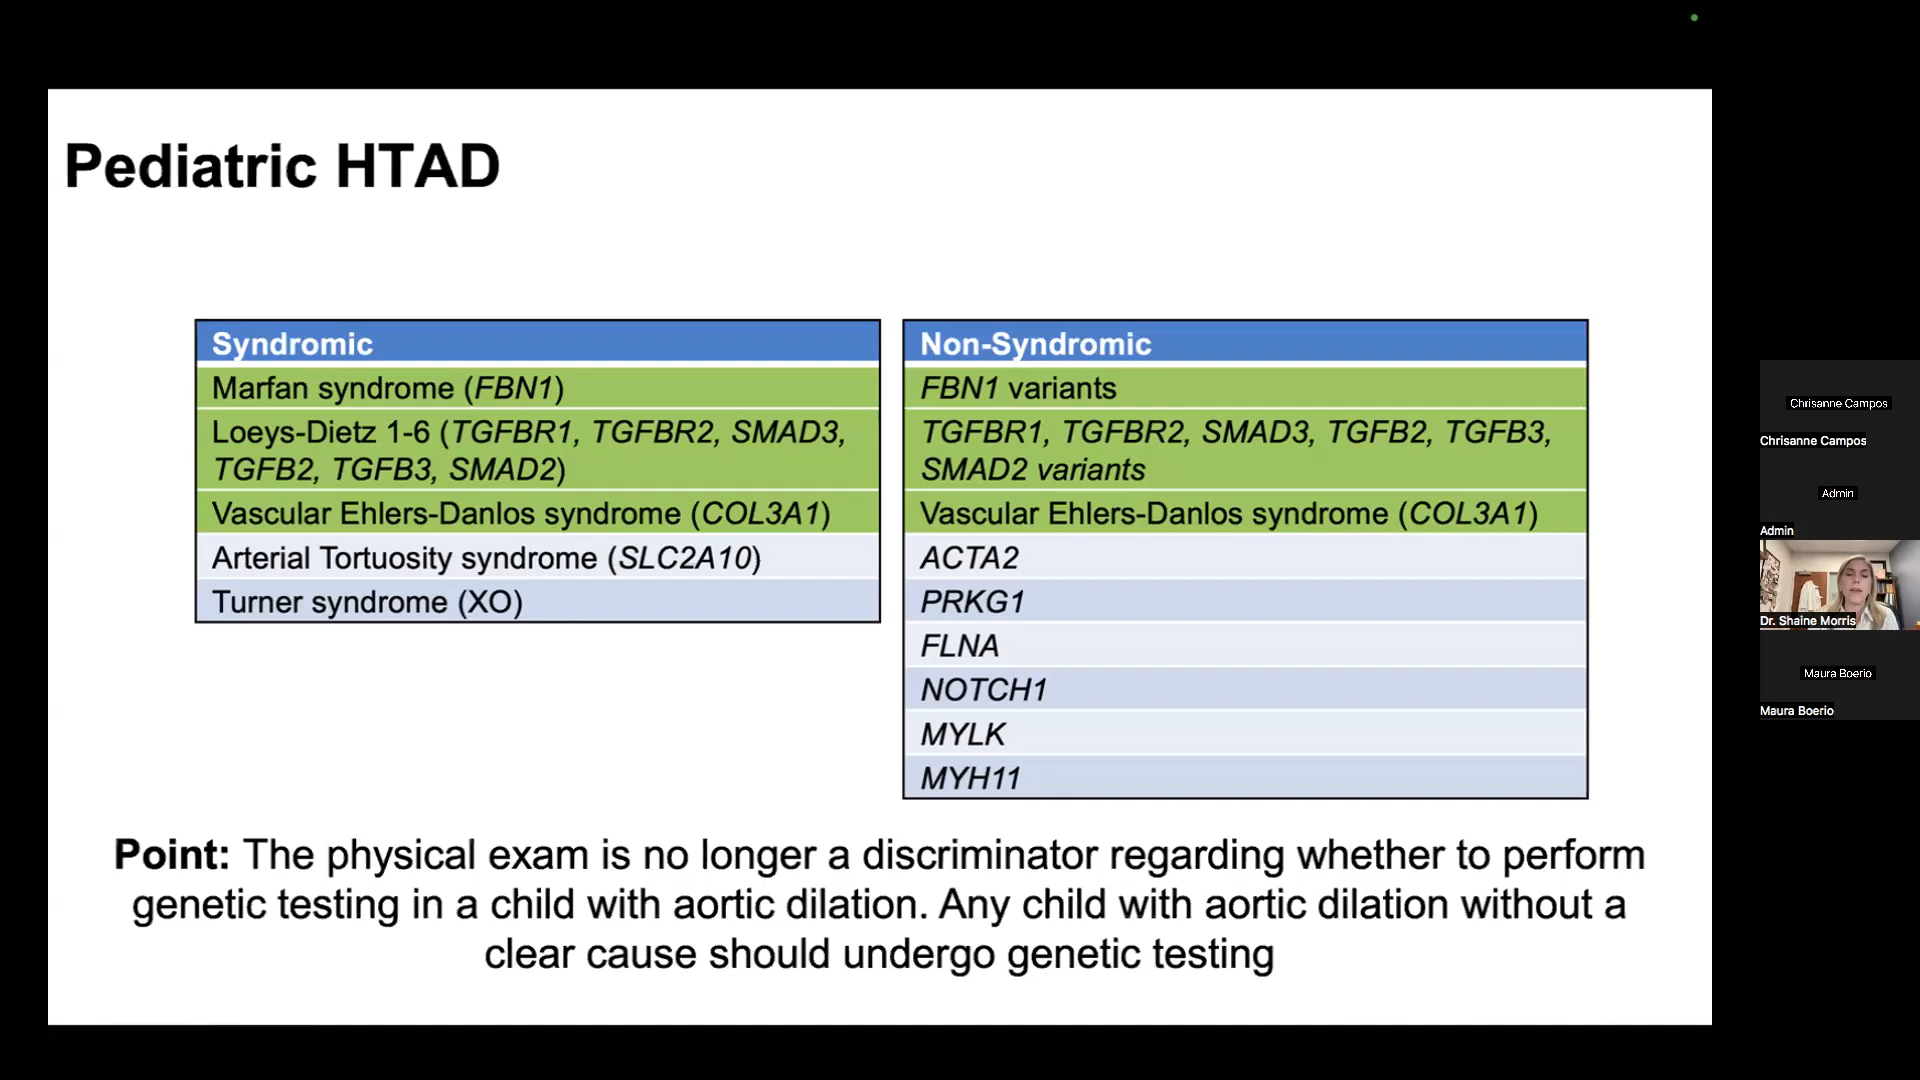 Pediatric HTAD
Syndromic
Marfan syndrome (FBN1)
Loeys-Dietz 1-6 (TGFBR1, TGFBR2, SMAD3,
TGFB2, TGFB3, SMAD2)
Vascular Ehlers-Danlos syndrome (COL3A1)
Arterial Tortuosity syndrome (SLC2A10)
Turner syndrome (XO)
Non-Syndromic
FBN1 variants
TGFBR1, TGFBR2, SMAD3, TGFB2, TGFB3,
SMAD2 variants
Vascular Ehlers-Danlos syndrome (COL3A1)
ACTA2
PRKG1
FLNA
NOTCH1
MYLK
MYH11
Point: The physical exam is no longer a discriminator regarding whether to perform
genetic testing in a child with aortic dilation. Any child with aortic dilation without a
clear cause should undergo genetic testing
Chrisanne Campos
Chrisanne Campos
Admin
Admin
Dr. Shaine Morris
Maura Boerio
Maura Boerio